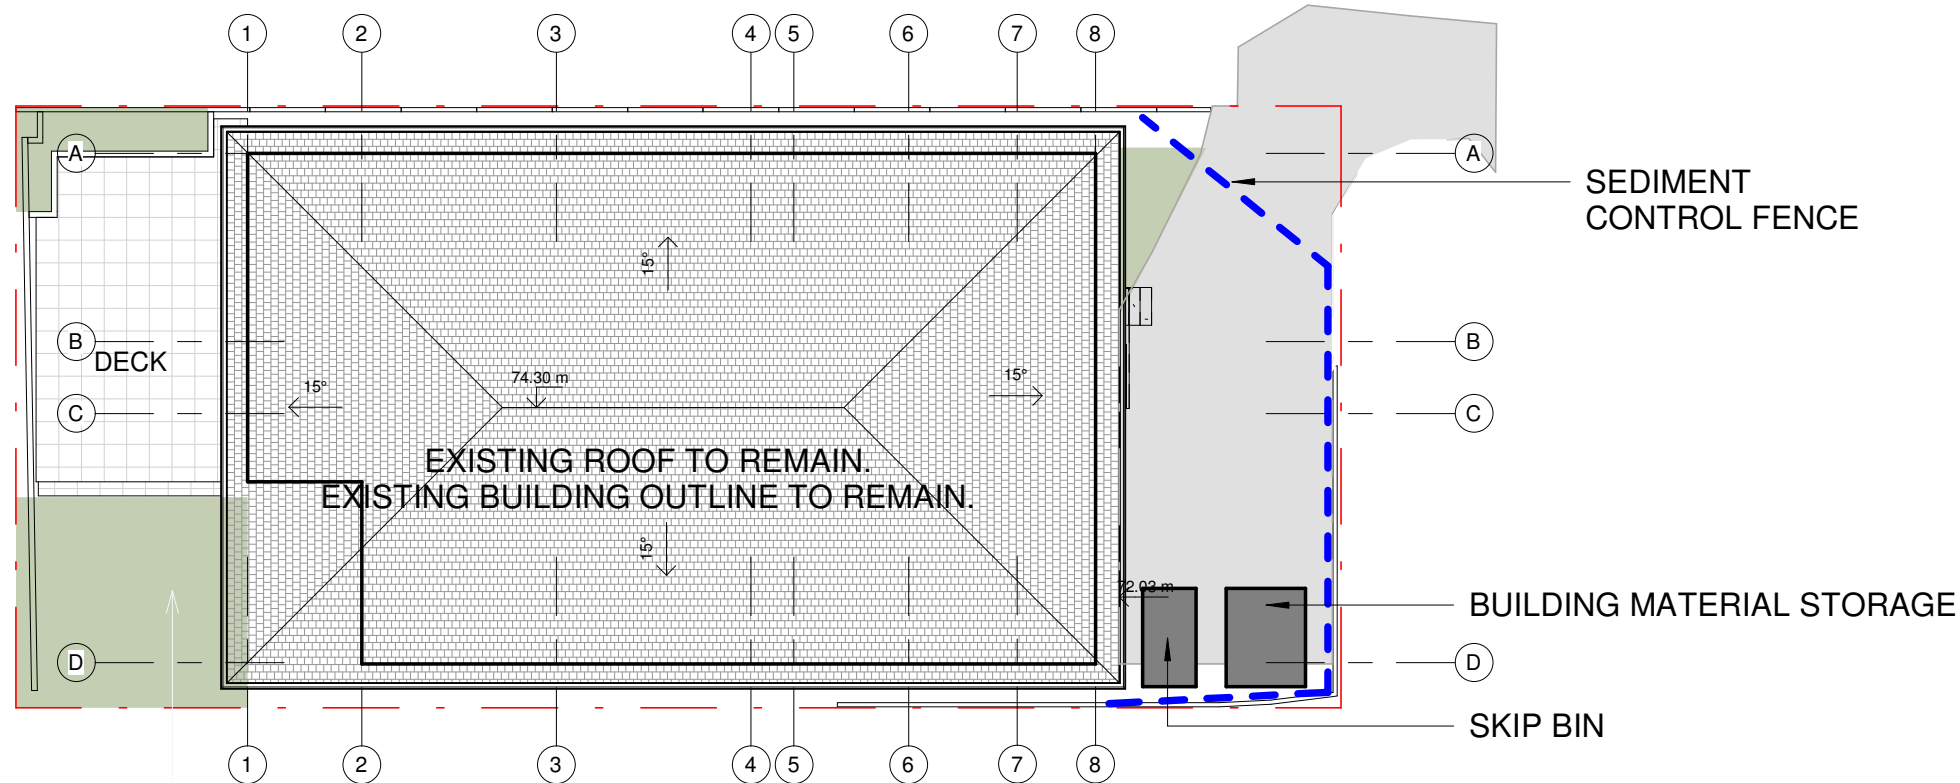 1 2 3 4 5 6 7 8
A A
SEDIMENT
CONTROL FENCE
15°
B B
DECK
74.30 m
15° 15°
C C
EXISTING ROOF TO REMAIN.
EXISTING BUILDING OUTLINE TO REMAIN.
15°
72.03 m
BUILDING MATERIAL STORAGE
D D
SKIP BIN
1 2 3 4 5 6 7 8